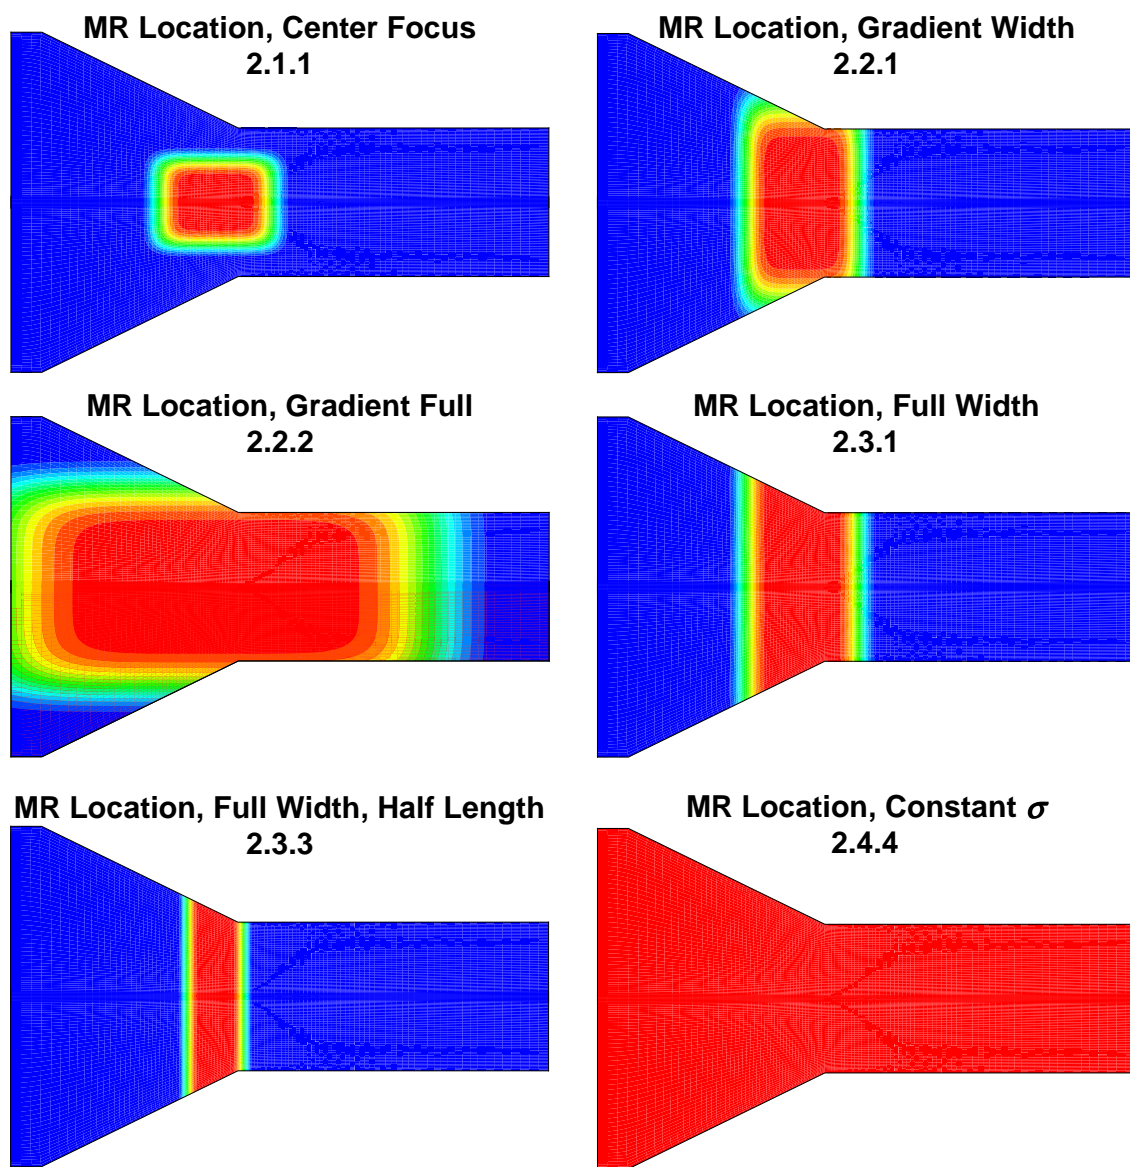 MR Location, Center Focus
2.1.1
MR Location, Gradient Width
2.2.1
MR Location, Gradient Full
2.2.2
MR Location, Full Width
2.3.1
MR Location, Full Width, Half Length
2.3.3
MR Location, Constant σ
2.4.4